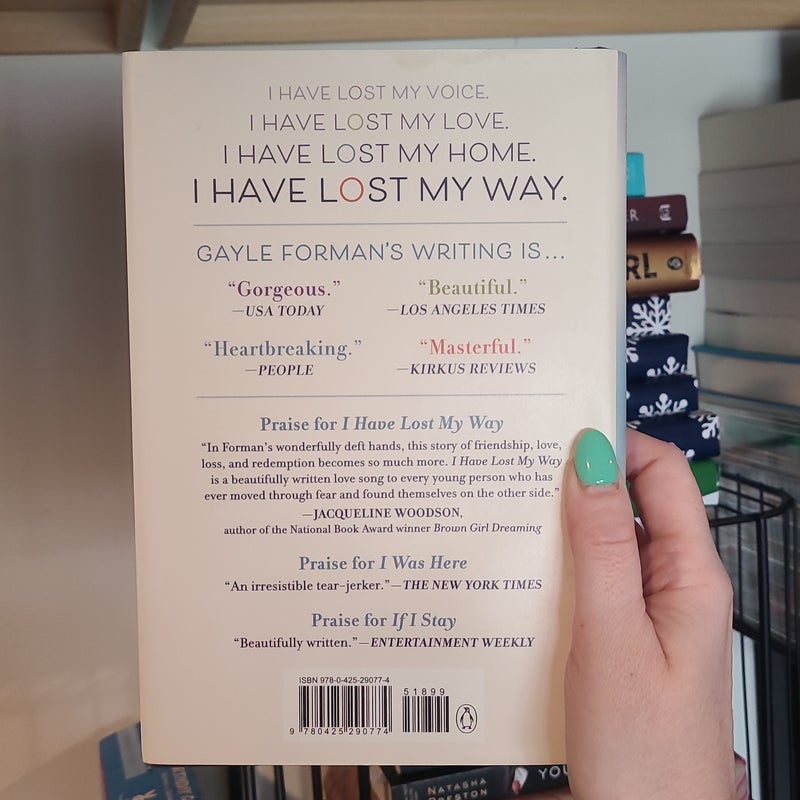 I HAVE LOST MY VOICE.
I HAVE LOST MY LOVE.
I HAVE LOST MY HOME.
I HAVE LOST MY WAY.
GAYLE FORMAN'S WRITING IS...
“Gorgeous.”
—USA TODAY
“Beautiful.”
—LOS ANGELES TIMES
“Heartbreaking.”
—PEOPLE
“Masterful.”
—KIRKUS REVIEWS
Praise for I Have Lost My Way
“In Forman's wonderfully deft hands, this story of friendship, love,
loss, and redemption becomes so much more. I Have Lost My Way
is a beautifully written love song to every young person who has
ever moved through fear and found themselves on the other side.”
—JACQUELINE WOODSON,
author of the National Book Award winner Brown Girl Dreaming
Praise for I Was Here
“An irresistible tear-jerker.”—THE NEW YORK TIMES
Praise for If I Stay
“Beautifully written.”—ENTERTAINMENT WEEKLY
ISBN 978-0-425-29077-4
51899
9 780425 290774
ER
RL
NATASHA
PRESTON
YOU